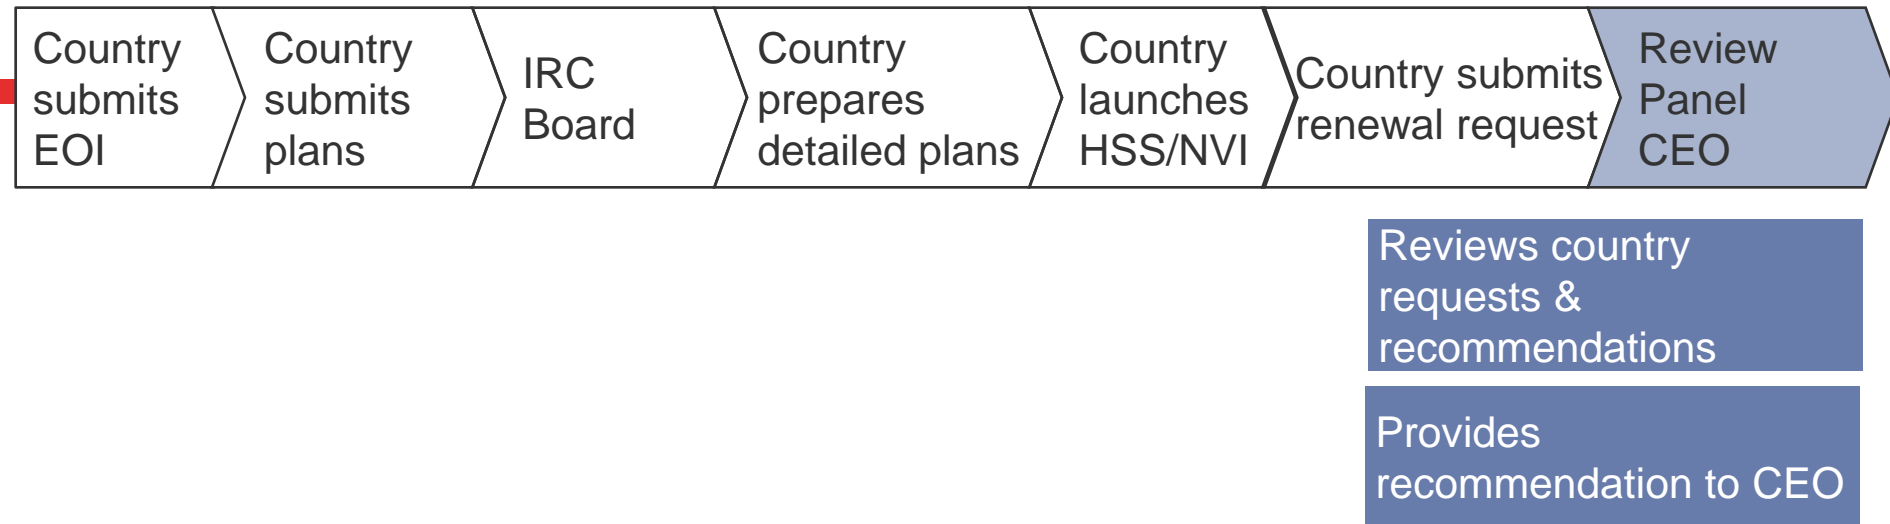 Country
submits
EOI
Country
submits
plans
IRC
Board
Country
prepares
detailed plans
Country
launches
HSS/NVI
Country submits
renewal request
Review
Panel
CEO
Reviews country
requests &
recommendations
Provides
recommendation to CEO